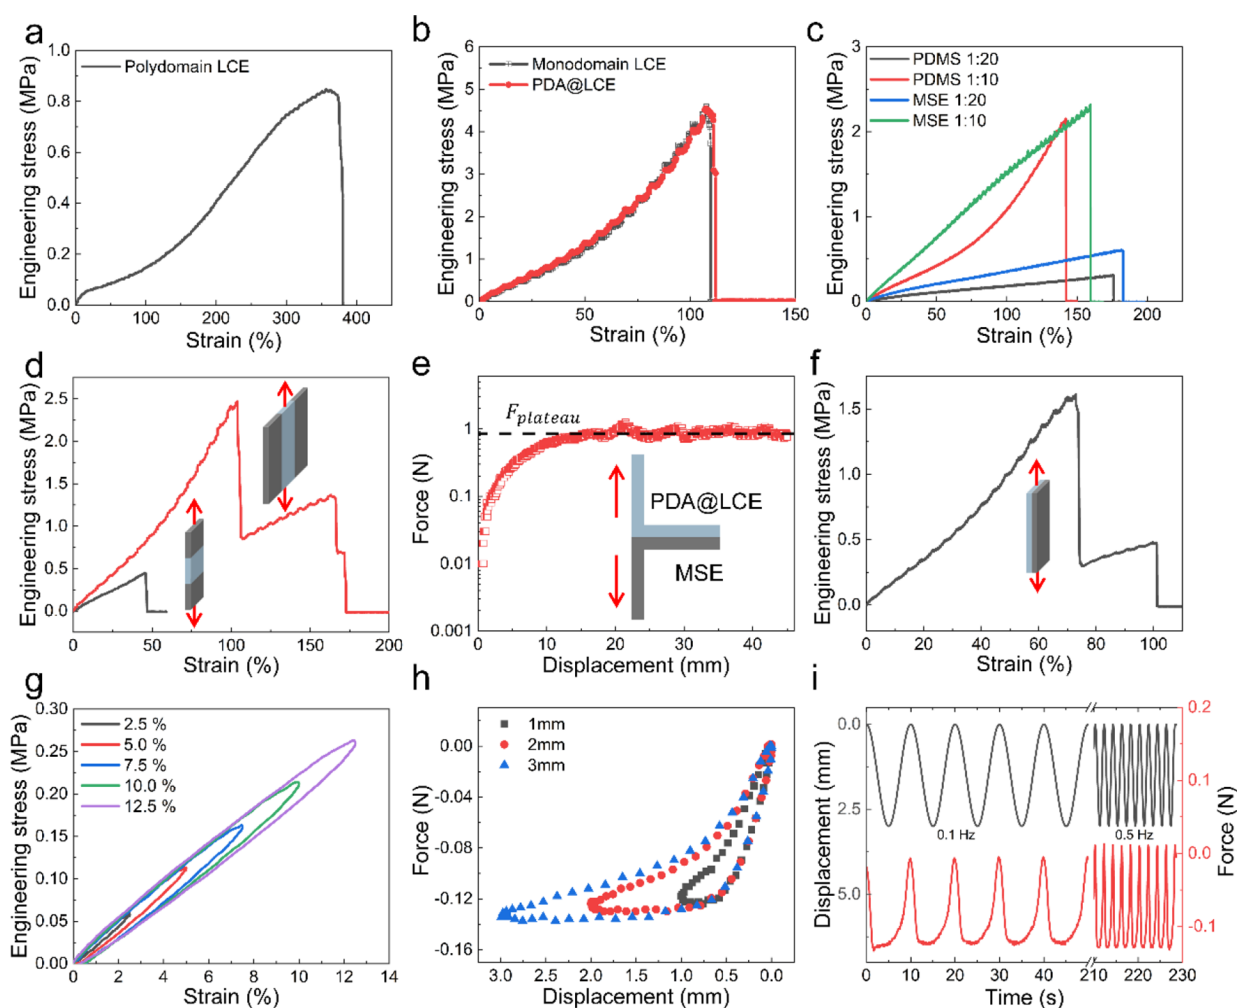 a
Engineering stress (MPa)
1.0
0.8
0.6
0.4
0.2
0.0
Polydomain LCE
0 100 200 300 400
Strain (%)
b
Engineering stress (MPa)
6
5
4
3
2
1
0
Monodomain LCE
PDA@LCE
0 50 100 150
Strain (%)
c
Engineering stress (MPa)
3
2
1
0
PDMS 1:20
PDMS 1:10
MSE 1:20
MSE 1:10
0 50 100 150 200
Strain (%)
d
Engineering stress (MPa)
2.5
2.0
1.5
1.0
0.5
0.0
0 50 100 150 200
Strain (%)
e
Force (N)
10
1
0.1
0.01
0.001
F_plateau
PDA@LCE
MSE
0 10 20 30 40
Displacement (mm)
f
Engineering stress (MPa)
1.5
1.0
0.5
0.0
0 20 40 60 80 100
Strain (%)
g
Engineering stress (MPa)
0.30
0.25
0.20
0.15
0.10
0.05
0.00
2.5 %
5.0 %
7.5 %
10.0 %
12.5 %
0 2 4 6 8 10 12 14
Strain (%)
h
Force (N)
0.00
-0.04
-0.08
-0.12
-0.16
1mm
2mm
3mm
3.0 2.5 2.0 1.5 1.0 0.5 0.0
Displacement (mm)
i
Displacement (mm)
0.0
2.5
5.0
0.1 Hz
0.5 Hz
0.2
0.1
0.0
-0.1
Force (N)
0 10 20 30 40 210 220 230
Time (s)